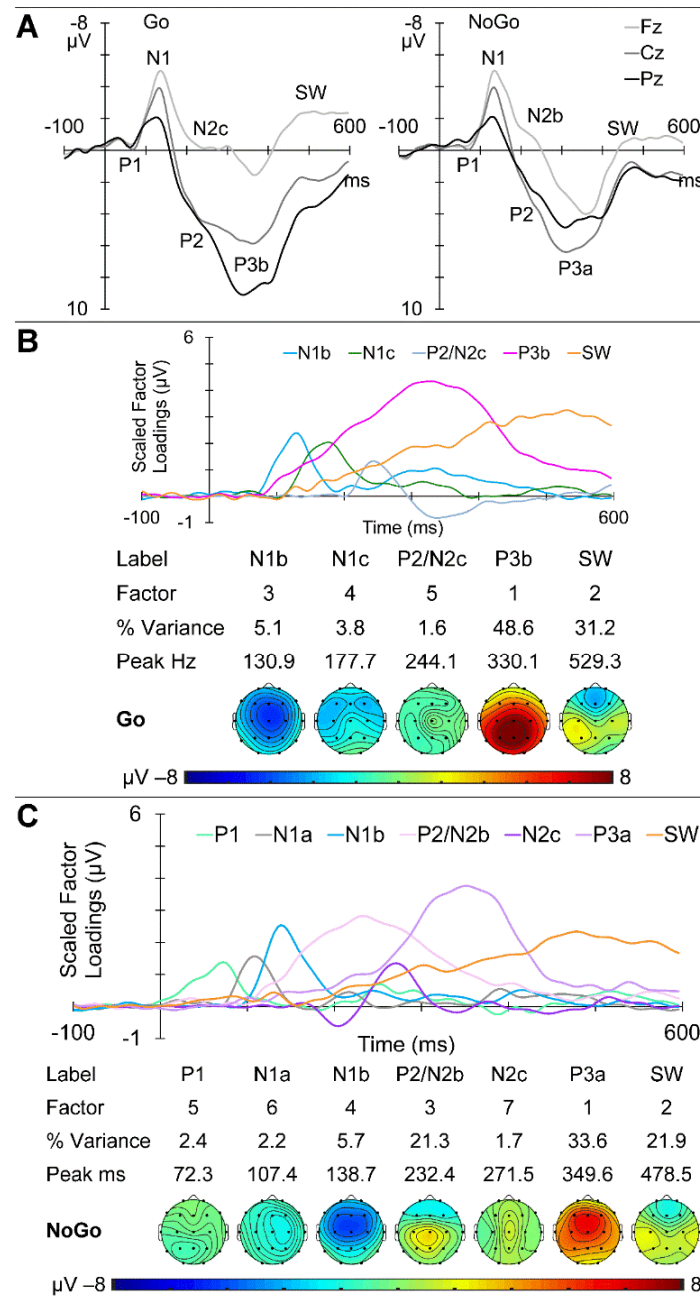 A
-8
µV
Go
N1
N2c
SW
-100
600
ms
P1
P2
P3b
10
-8
µV
NoGo
Fz
Cz
Pz
N1
N2b
SW
-100
600
ms
P1
P2
P3a
10
B
6
N1b N1c P2/N2c P3b SW
Scaled Factor
Loadings (µV)
-100
-1
Time (ms)
600
Label N1b N1c P2/N2c P3b SW
Factor 3 4 5 1 2
% Variance 5.1 3.8 1.6 48.6 31.2
Peak Hz 130.9 177.7 244.1 330.1 529.3
Go
µV –8 8
C
6
P1 N1a N1b P2/N2b N2c P3a SW
Scaled Factor
Loadings (µV)
-100
-1
Time (ms)
600
Label P1 N1a N1b P2/N2b N2c P3a SW
Factor 5 6 4 3 7 1 2
% Variance 2.4 2.2 5.7 21.3 1.7 33.6 21.9
Peak ms 72.3 107.4 138.7 232.4 271.5 349.6 478.5
NoGo
µV –8 8